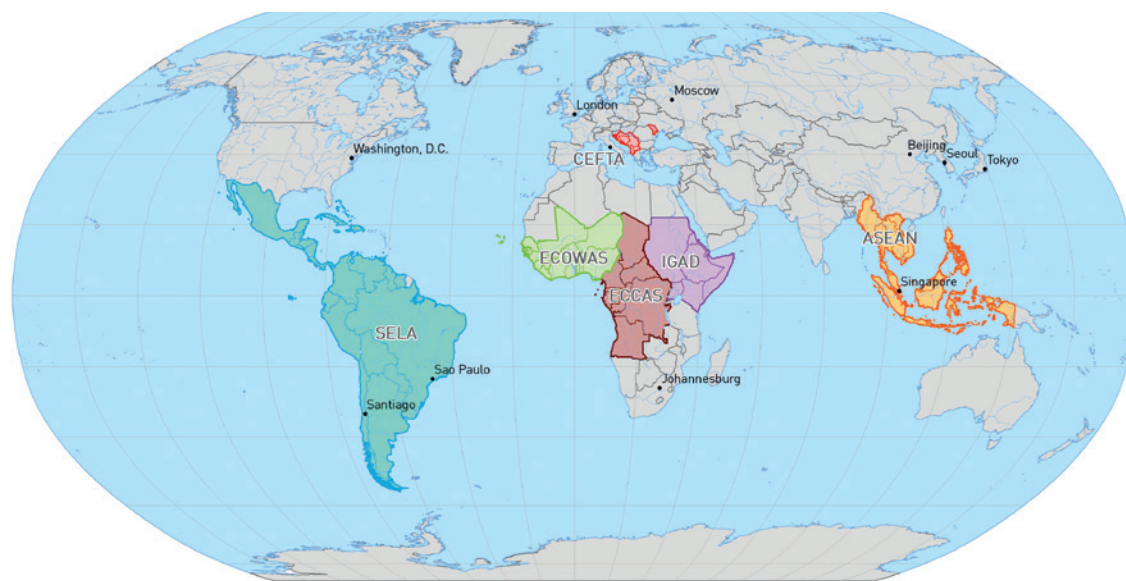 Moscow
London
Washington, D.C.
CEFTA
Beijing
Seoul
Tokyo
ECOWAS
IGAD
ASEAN
ECCAS
Singapore
SELA
Sao Paulo
Johannesburg
Santiago